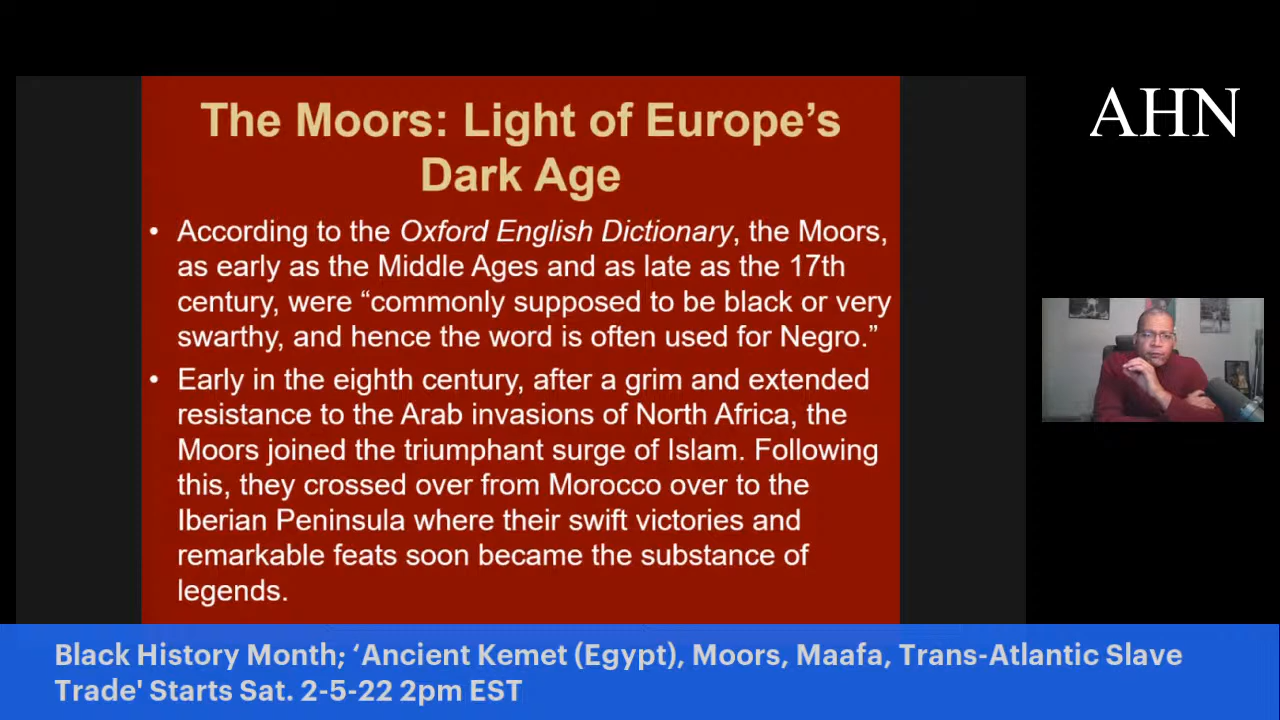 The Moors: Light of Europe's
Dark Age
AHN
• According to the Oxford English Dictionary, the Moors,
as early as the Middle Ages and as late as the 17th
century, were “commonly supposed to be black or very
swarthy, and hence the word is often used for Negro.”
• Early in the eighth century, after a grim and extended
resistance to the Arab invasions of North Africa, the
Moors joined the triumphant surge of Islam. Following
this, they crossed over from Morocco over to the
Iberian Peninsula where their swift victories and
remarkable feats soon became the substance of
legends.
Black History Month; ‘Ancient Kemet (Egypt), Moors, Maafa, Trans-Atlantic Slave
Trade' Starts Sat. 2-5-22 2pm EST